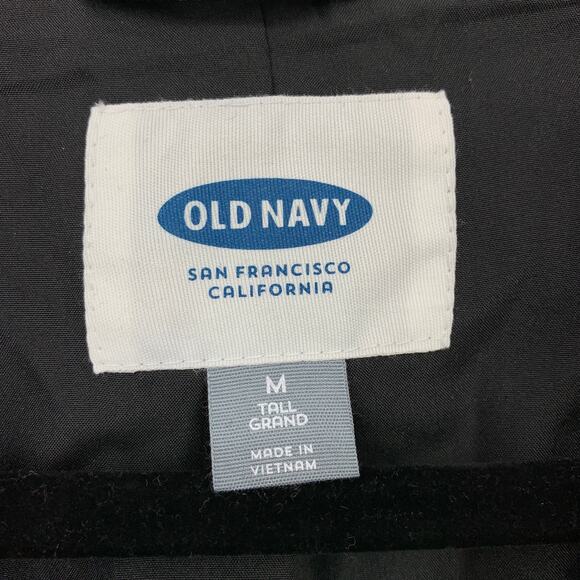 OLD NAVY
SAN FRANCISCO
CALIFORNIA
M
TALL
GRAND
MADE IN
VIETNAM